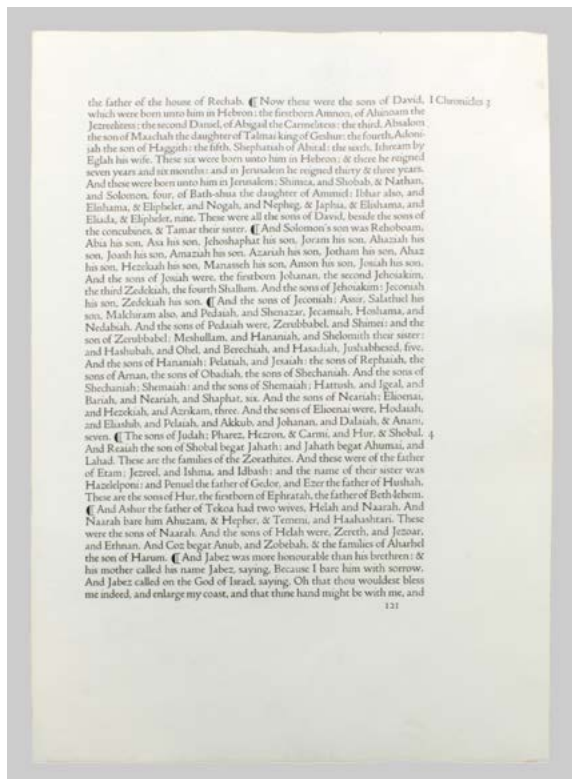 the father of the house of Rechab. ¶ Now these were the sons of David, I Chronicles 3
which were born unto him in Hebron; the firstborn Amnon, of Ahinoam the
Jezreelitess; the second Daniel, of Abigail the Carmelitess: the third, Absalom
the son of Maachah the daughter of Talmai king of Geshur: the fourth, Adoni-
jah the son of Haggith: the fifth, Shephatiah of Abital: the sixth, Ithream by
Eglah his wife. These six were born unto him in Hebron; & there he reigned
seven years and six months: and in Jerusalem he reigned thirty & three years.
And these were born unto him in Jerusalem; Shimea, and Shobab, & Nathan,
and Solomon, four, of Bath-shua the daughter of Ammiel: Ibhar also, and
Elishama, & Eliphelet, and Nogah, and Nepheg, & Japhia, & Elishama, and
Eliada, & Eliphelet, nine. These were all the sons of David, beside the sons of
the concubines, & Tamar their sister. ¶ And Solomon's son was Rehoboam,
Abia his son, Asa his son, Jehoshaphat his son, Joram his son, Ahaziah his
son, Joash his son, Amaziah his son, Azariah his son, Jotham his son, Ahaz
his son, Hezekiah his son, Manasseh his son, Amon his son, Josiah his son.
And the sons of Josiah were, the firstborn Johanan, the second Jehoiakim,
the third Zedekiah, the fourth Shallum. And the sons of Jehoiakim: Jeconiah
his son, Zedekiah his son. ¶ And the sons of Jeconiah; Assir, Salathiel his
son, Malchiram also, and Pedaiah, and Shenazar, Jecamiah, Hoshama, and
Nedabiah. And the sons of Pedaiah were, Zerubbabel, and Shimei: and the
son of Zerubbabel; Meshullam, and Hananiah, and Shelomith their sister:
and Hashubah, and Ohel, and Berechiah, and Hasadiah, Jushabhesed, five.
And the sons of Hananiah; Pelatiah, and Jesaiah: the sons of Rephaiah, the
sons of Arnan, the sons of Obadiah, the sons of Shechaniah. And the sons of
Shechaniah; Shemaiah: and the sons of Shemaiah; Hattush, and Igeal, and
Bariah, and Neariah, and Shaphat, six. And the sons of Neariah; Elioenai,
and Hezekiah, and Azrikam, three. And the sons of Elioenai were, Hodaiah,
and Eliashib, and Pelaiah, and Akkub, and Johanan, and Dalaiah, & Anani,
seven. ¶ The sons of Judah; Pharez, Hezron, & Carmi, and Hur, & Shobal. 4
And Reaiah the son of Shobal begat Jahath; and Jahath begat Ahumai, and
Lahad. These are the families of the Zorathites. And these were of the father
of Etam; Jezreel, and Ishma, and Idbash: and the name of their sister was
Hazelelponi: and Penuel the father of Gedor, and Ezer the father of Hushah.
These are the sons of Hur, the firstborn of Ephratah, the father of Beth-lehem.
¶ And Ashur the father of Tekoa had two wives, Helah and Naarah. And
Naarah bare him Ahuzam, & Hepher, & Temeni, and Haahashtari. These
were the sons of Naarah. And the sons of Helah were, Zereth, and Jezoar,
and Ethnan. And Coz begat Anub, and Zobebah, & the families of Aharhel
the son of Harum. ¶ And Jabez was more honourable than his brethren: &
his mother called his name Jabez, saying, Because I bare him with sorrow.
And Jabez called on the God of Israel, saying, Oh that thou wouldest bless
me indeed, and enlarge my coast, and that thine hand might be with me, and
121